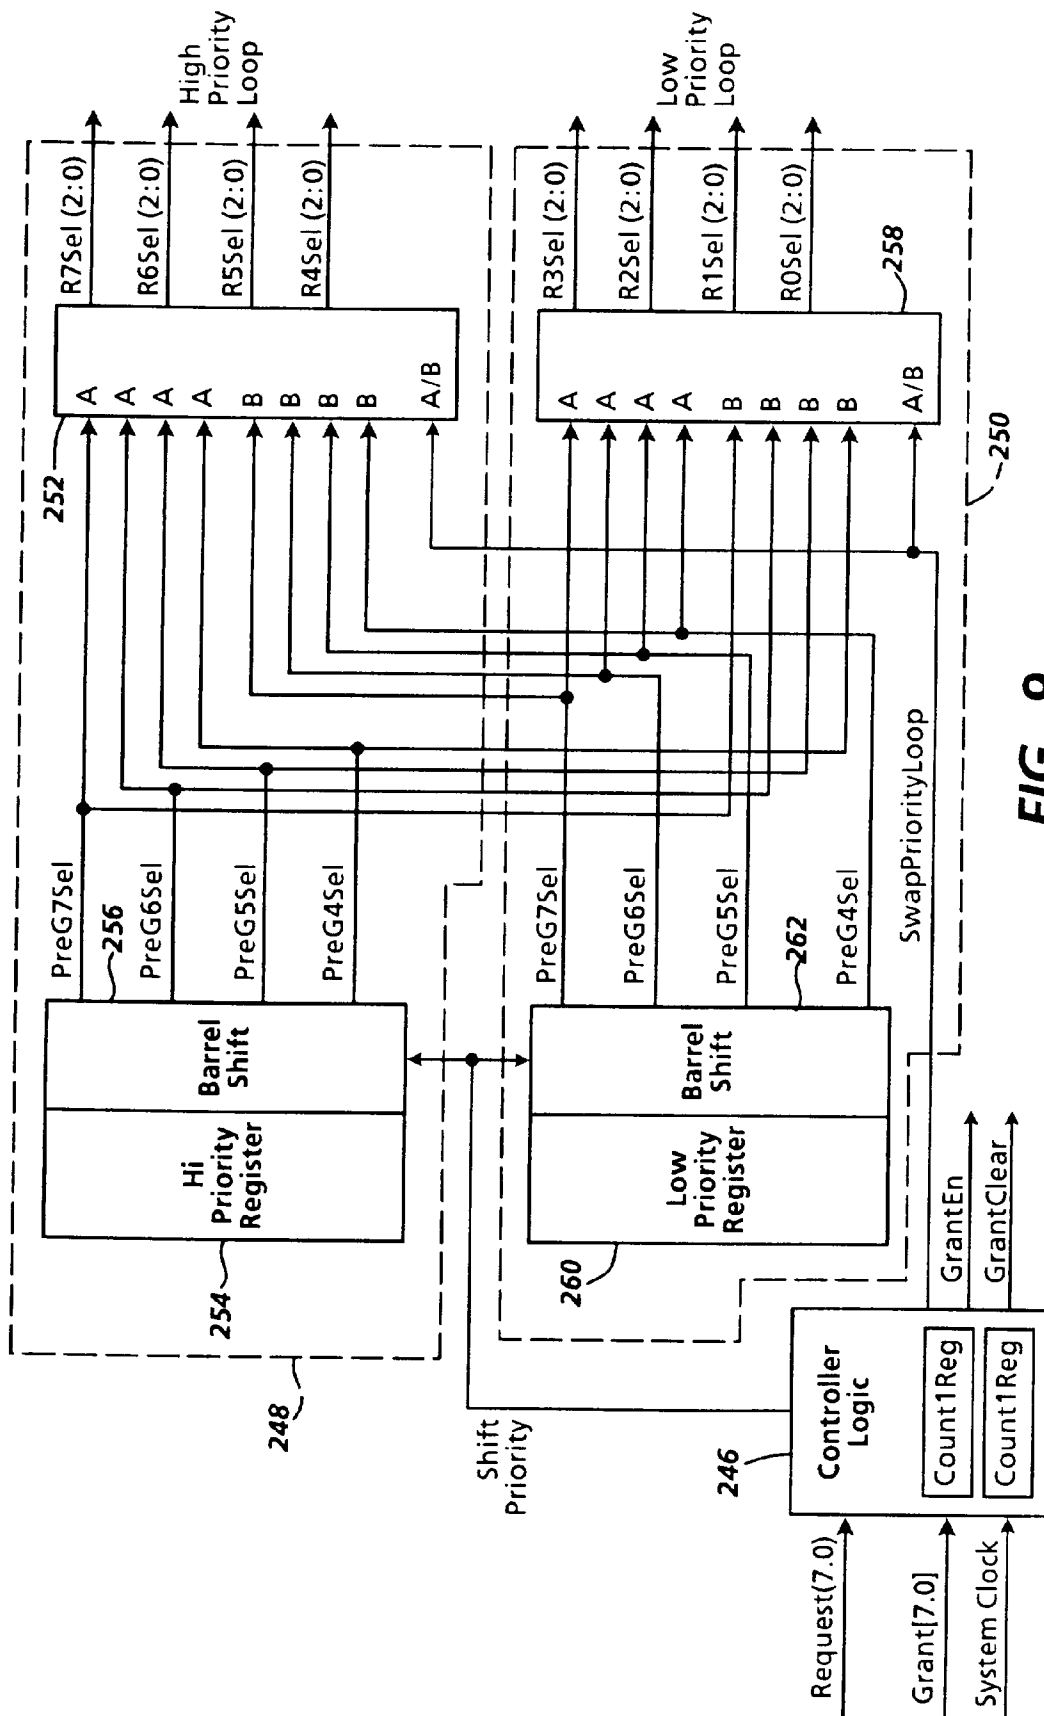 High
Priority
Loop
R7Sel (2:0)
R6Sel (2:0)
R5Sel (2:0)
R4Sel (2:0)
252
A
A
A
A
B
B
B
B
A/B
PreG7Sel
PreG6Sel
PreG5Sel
PreG4Sel
256
Barrel
Shift
Hi
Priority
Register
254
248
Low
Priority
Loop
R3Sel (2:0)
R2Sel (2:0)
R1Sel (2:0)
R0Sel (2:0)
258
A
A
A
A
B
B
B
B
A/B
250
PreG7Sel
PreG6Sel
PreG5Sel
PreG4Sel
262
Barrel
Shift
Low
Priority
Register
260
SwapPriorityLoop
Shift
Priority
GrantEn
GrantClear
246
Controller
Logic
Count1Reg
Count1Reg
Request(7.0)
Grant[7.0]
System Clock
FIG.